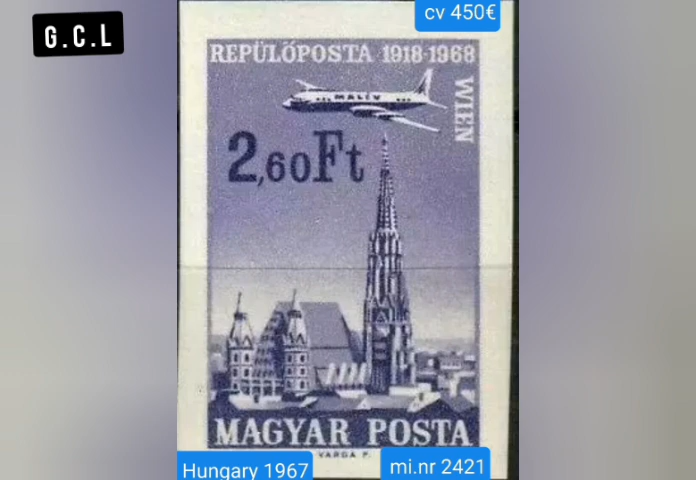 cv 450€
G.C.L
REPÜLŐPOSTA 1918-1968
WIEN
MALÉV
2,60Ft
MAGYAR POSTA
VARGA P.
Hungary 1967
mi.nr 2421